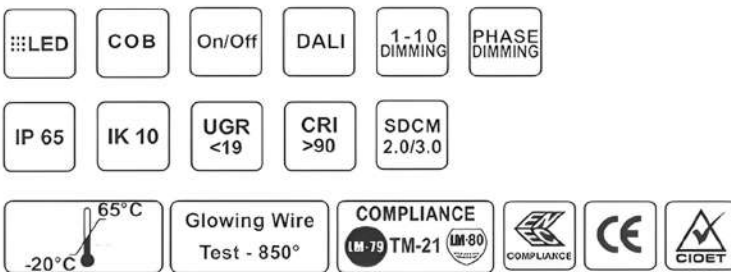 LED
COB
On/Off
DALI
1-10
DIMMING
PHASE
DIMMING
IP 65
IK 10
UGR
<19
CRI
>90
SDCM
2.0/3.0
65°C
-20°C
Glowing Wire
Test - 850°
COMPLIANCE
LM-79 TM-21 LM-80
ENEC
COMPLIANCE
CE
CIOET